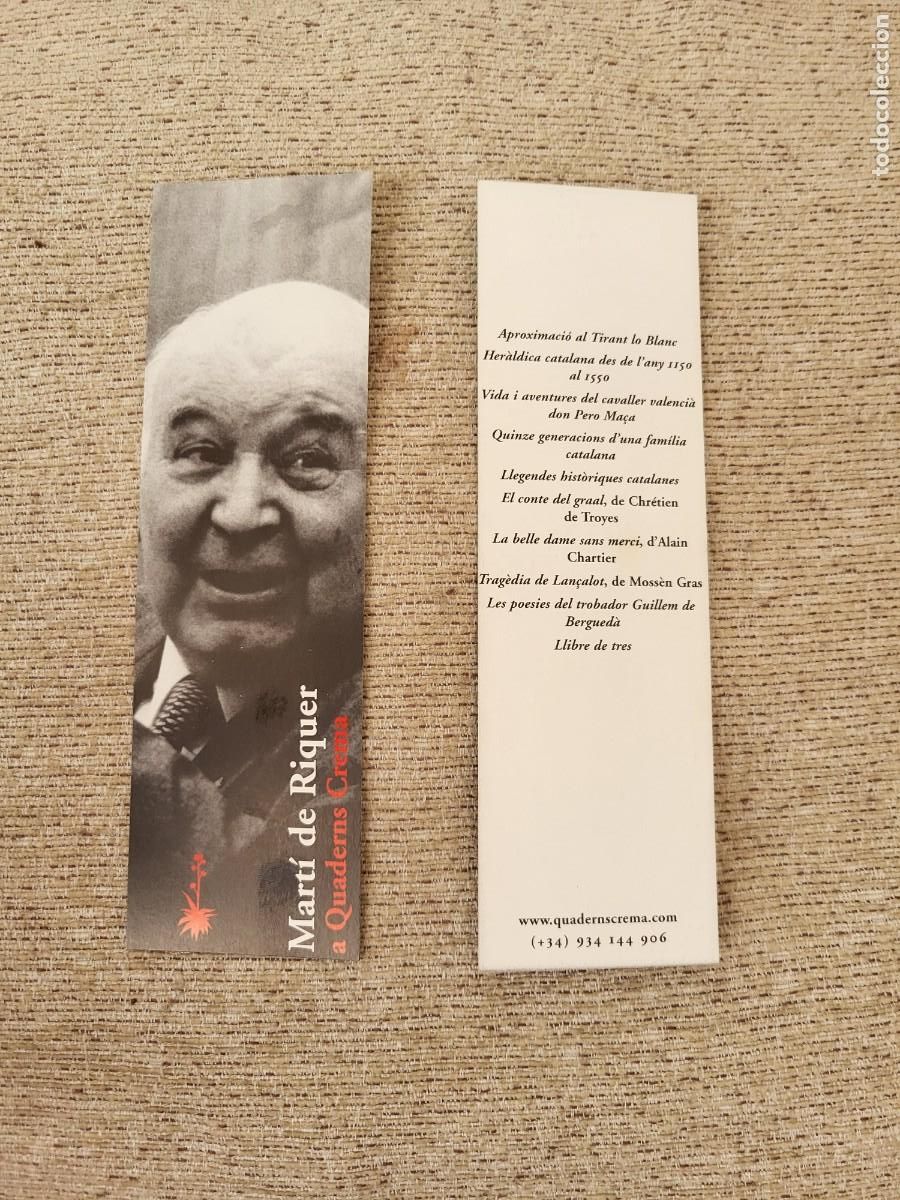 todocoleccion
Martí de Riquer
a Quaderns Crema
Aproximació al Tirant lo Blanc
Heràldica catalana des de l'any 1150
al 1550
Vida i aventures del cavaller valencià
don Pero Maça
Quinze generacions d'una família
catalana
Llegendes històriques catalanes
El conte del graal, de Chrétien
de Troyes
La belle dame sans merci, d'Alain
Chartier
Tragèdia de Lançalot, de Mossèn Gras
Les poesies del trobador Guillem de
Berguedà
Llibre de tres
www.quadernscrema.com
(+34) 934 144 906